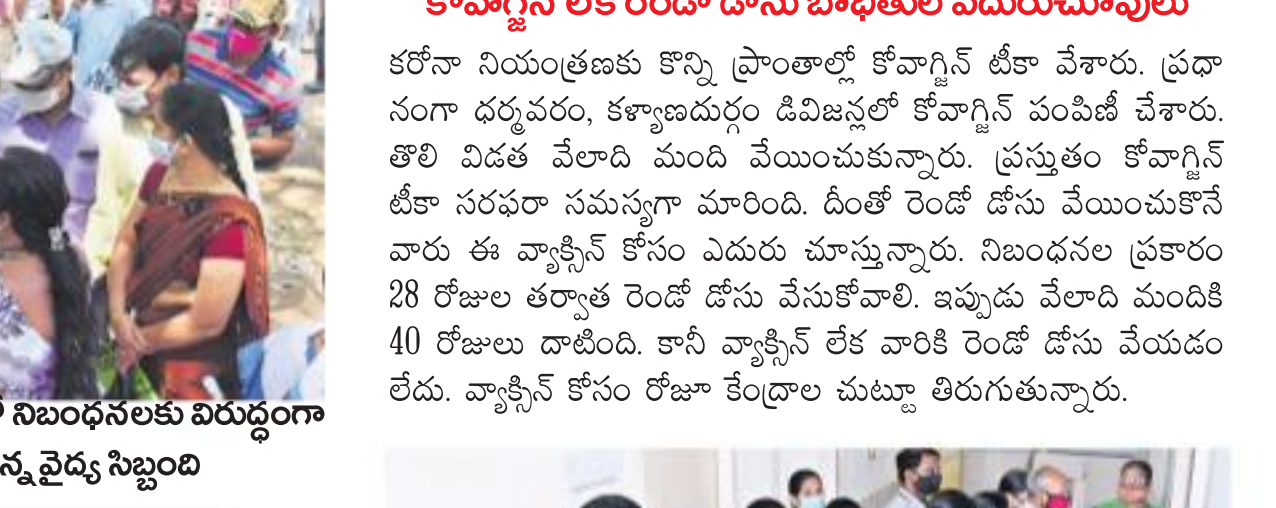 కోవాగ్జిన్ లేక రెండో డోసు బాధితుల ఎదురుచూపులు
కరోనా నియంత్రణకు కొన్ని ప్రాంతాల్లో కోవాగ్జిన్ టీకా వేశారు. ప్రధా
నంగా ధర్మవరం, కళ్యాణదుర్గం డివిజన్లలో కోవాగ్జిన్ పంపిణీ చేశారు.
తొలి విడత వేలాది మంది వేయించుకున్నారు. ప్రస్తుతం కోవాగ్జిన్
టీకా సరఫరా సమస్యగా మారింది. దీంతో రెండో డోసు వేయించుకొనే
వారు ఈ వ్యాక్సిన్ కోసం ఎదురు చూస్తున్నారు. నిబంధనల ప్రకారం
28 రోజుల తర్వాత రెండో డోసు వేసుకోవాలి. ఇప్పుడు వేలాది మందికి
40 రోజులు దాటింది. కానీ వ్యాక్సిన్ లేక వారికి రెండో డోసు వేయడం
లేదు. వ్యాక్సిన్ కోసం రోజూ కేంద్రాల చుట్టూ తిరుగుతున్నారు.
నిబంధనలకు విరుద్ధంగా
న్న వైద్య సిబ్బంది